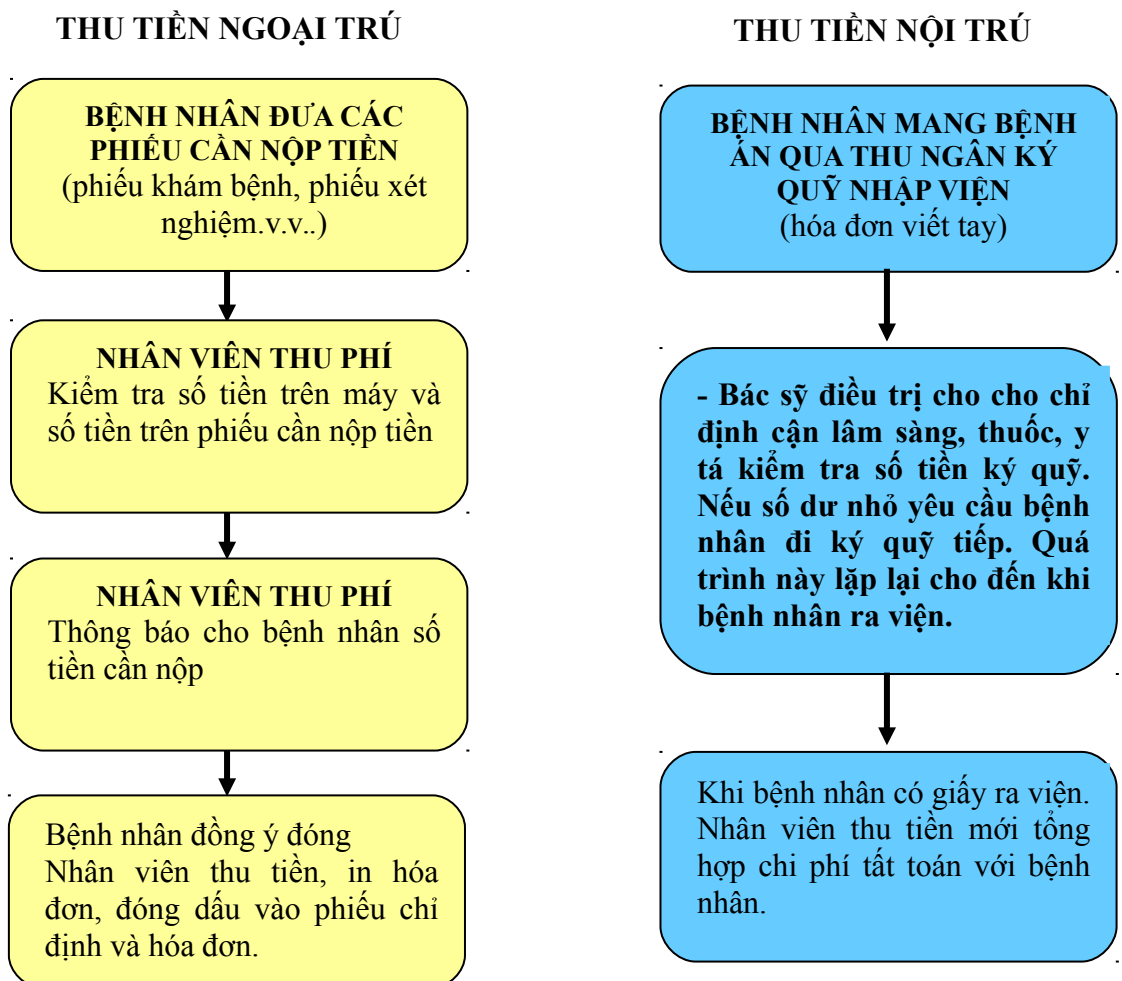 THU TIỀN NGOẠI TRÚ
BỆNH NHÂN ĐƯA CÁC
PHIẾU CẦN NỘP TIỀN
(phiếu khám bệnh, phiếu xét
nghiệm.v.v..)
NHÂN VIÊN THU PHÍ
Kiểm tra số tiền trên máy và
số tiền trên phiếu cần nộp tiền
NHÂN VIÊN THU PHÍ
Thông báo cho bệnh nhân số
tiền cần nộp
Bệnh nhân đồng ý đóng
Nhân viên thu tiền, in hóa
đơn, đóng dấu vào phiếu chỉ
định và hóa đơn.
THU TIỀN NỘI TRÚ
BỆNH NHÂN MANG BỆNH
ÁN QUA THU NGÂN KÝ
QUỸ NHẬP VIỆN
(hóa đơn viết tay)
- Bác sỹ điều trị cho cho chỉ
định cận lâm sàng, thuốc, y
tá kiểm tra số tiền ký quỹ.
Nếu số dư nhỏ yêu cầu bệnh
nhân đi ký quỹ tiếp. Quá
trình này lặp lại cho đến khi
bệnh nhân ra viện.
Khi bệnh nhân có giấy ra viện.
Nhân viên thu tiền mới tổng
hợp chi phí tất toán với bệnh
nhân.